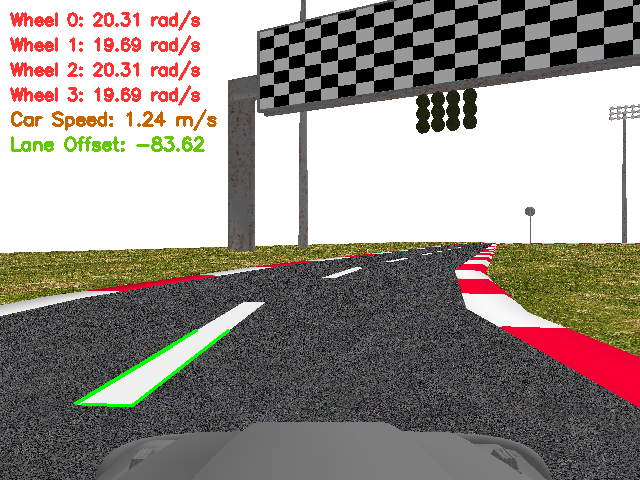 Wheel 0: 20.31 rad/s
Wheel 1: 19.69 rad/s
Wheel 2: 20.31 rad/s
Wheel 3: 19.69 rad/s
Car Speed: 1.24 m/s
Lane Offset: -83.62